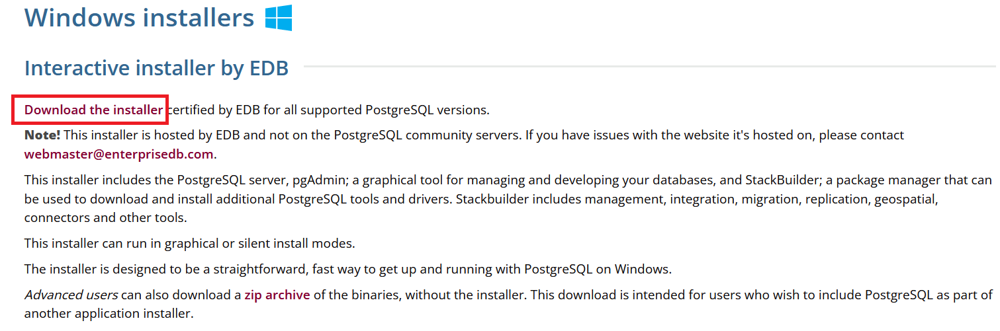 Windows installers
Interactive installer by EDB
Download the installer certified by EDB for all supported PostgreSQL versions.
Note! This installer is hosted by EDB and not on the PostgreSQL community servers. If you have issues with the website it's hosted on, please contact
webmaster@enterprisedb.com.
This installer includes the PostgreSQL server, pgAdmin; a graphical tool for managing and developing your databases, and StackBuilder; a package manager that can
be used to download and install additional PostgreSQL tools and drivers. Stackbuilder includes management, integration, migration, replication, geospatial,
connectors and other tools.
This installer can run in graphical or silent install modes.
The installer is designed to be a straightforward, fast way to get up and running with PostgreSQL on Windows.
Advanced users can also download a zip archive of the binaries, without the installer. This download is intended for users who wish to include PostgreSQL as part of
another application installer.